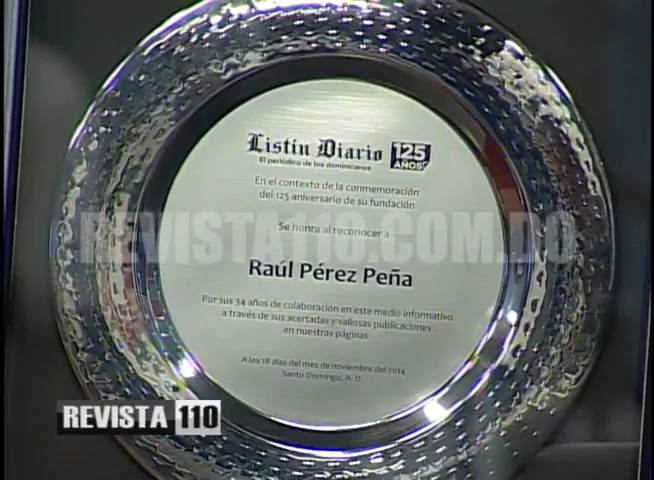 Listin Diario 125 AÑOS
El periódico de los dominicanos
En el contexto de la conmemoración
del 125 aniversario de su fundación
Se honra al reconocer a
REVISTA110.COM.DO
Raúl Pérez Peña
Por sus 34 años de colaboración en este medio informativo
a través de sus acertadas y valiosas publicaciones
en nuestras páginas
A los 18 días del mes de noviembre del 2014
Santo Domingo, R. D.
REVISTA 110